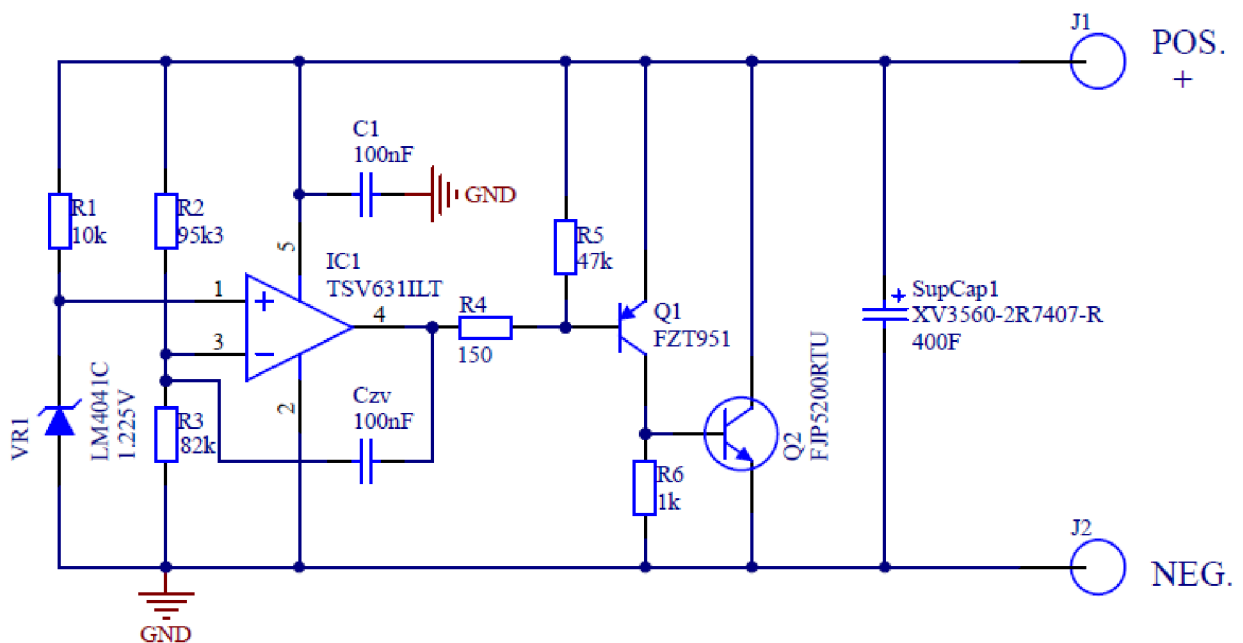 J1
POS.
+
C1
100nF
GND
R1
10k
R2
95k3
5
R5
47k
IC1
TSV631ILT
1
+
4
R4
150
3
−
2
Q1
FZT951
+
SupCap1
XV3560-2R7407-R
400F
VR1
LM4041C
1.225V
R3
82k
Czv
100nF
Q2
FJP5200RTU
R6
1k
J2
NEG.
GND